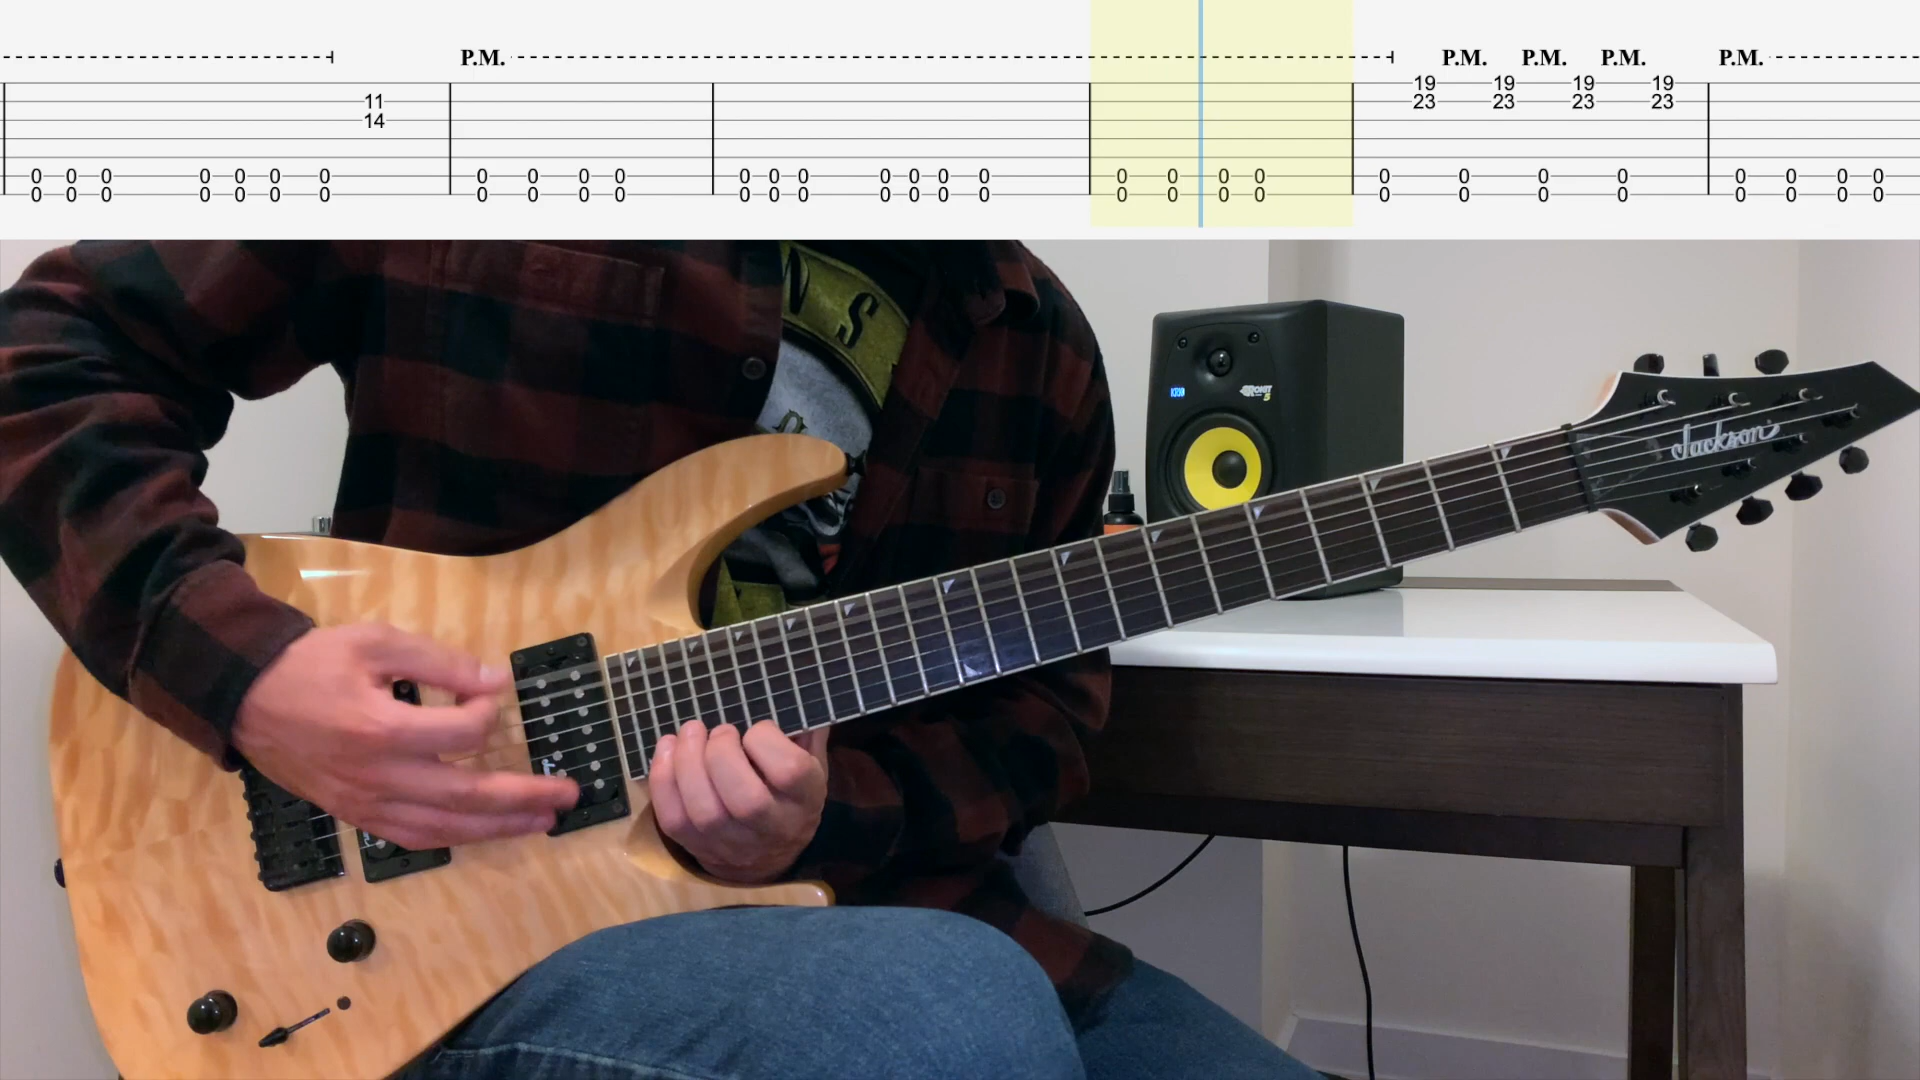 P.M. P.M. P.M. P.M. P.M.
19 19 19 19
11 23 23 23 23
14
0 0 0 0 0 0 0 0 0 0 0 0 0 0 0 0 0 0 0 0 0 0 0 0 0 0 0 0 0 0
0 0 0 0 0 0 0 0 0 0 0 0 0 0 0 0 0 0 0 0 0 0 0 0 0 0 0 0 0 0
N S
KRK ROKIT 5
Jackson